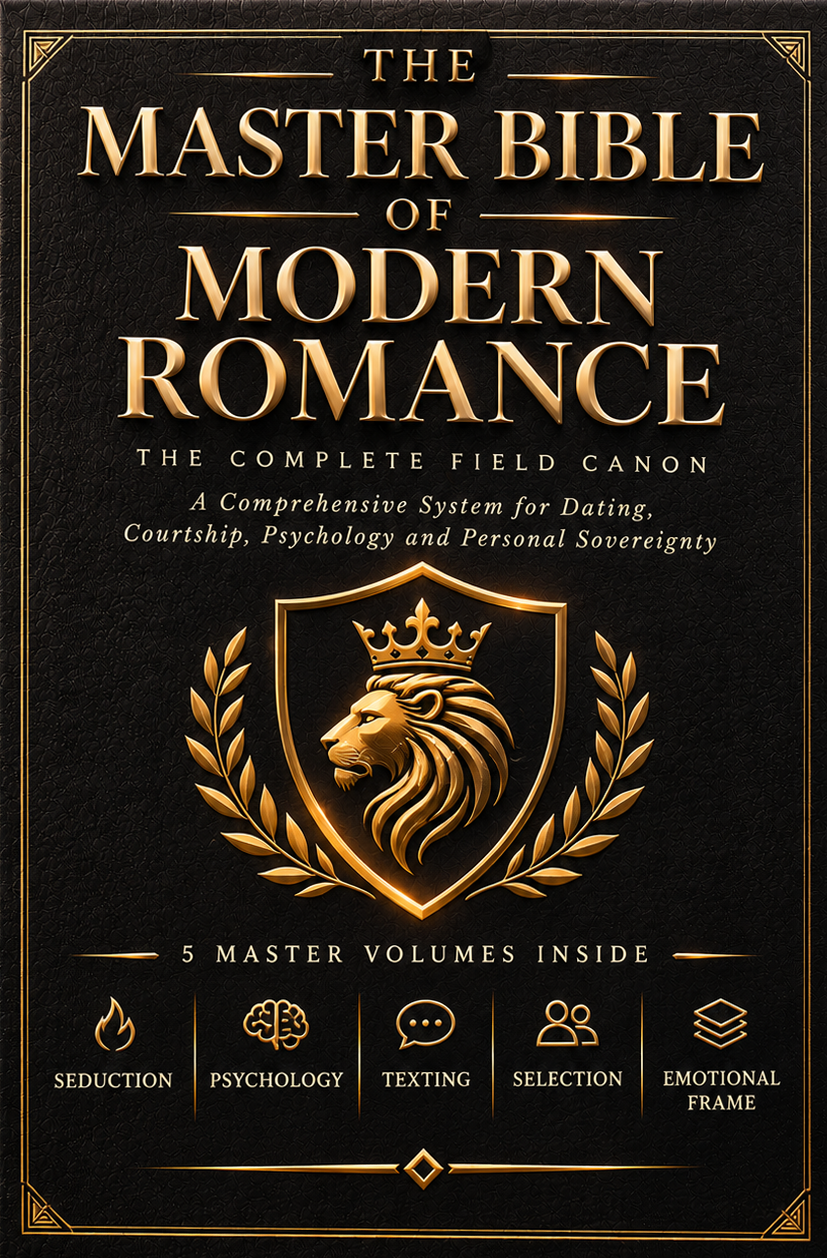 THE
MASTER BIBLE
OF
MODERN
ROMANCE
THE COMPLETE FIELD CANON
A Comprehensive System for Dating,
Courtship, Psychology and Personal Sovereignty
5 MASTER VOLUMES INSIDE
SEDUCTION
PSYCHOLOGY
TEXTING
SELECTION
EMOTIONAL
FRAME